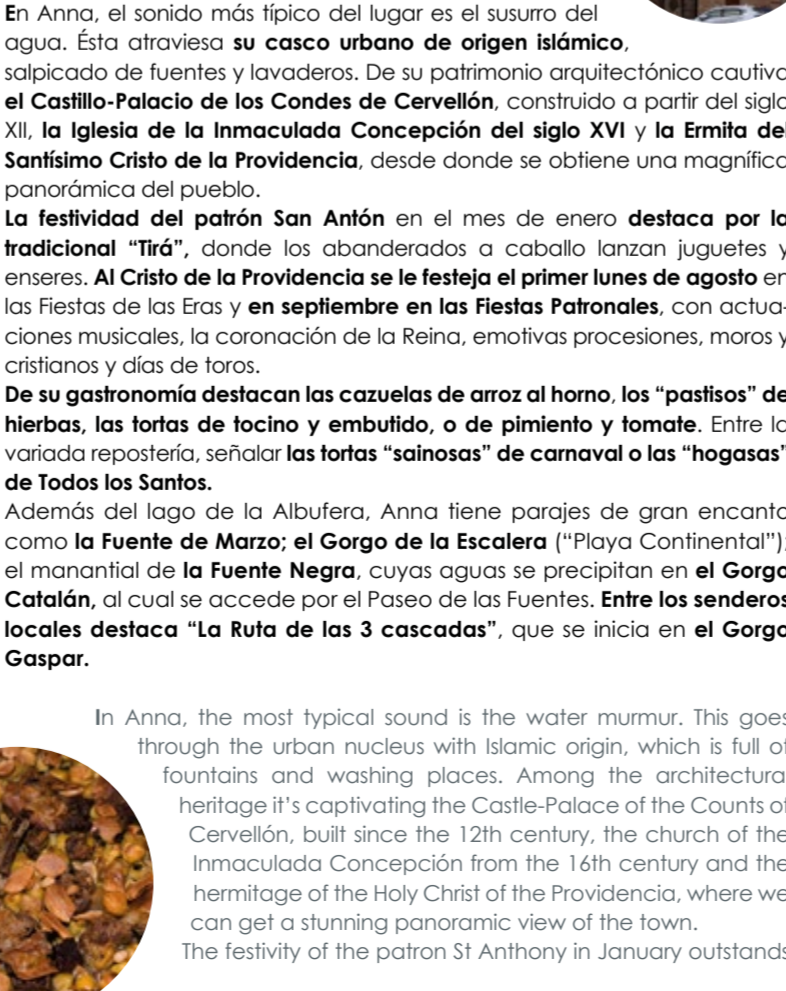 En Anna, el sonido más típico del lugar es el susurro del
agua. Ésta atraviesa su casco urbano de origen islámico,
salpicado de fuentes y lavaderos. De su patrimonio arquitectónico cautiva
el Castillo-Palacio de los Condes de Cervellón, construido a partir del siglo
XII, la Iglesia de la Inmaculada Concepción del siglo XVI y la Ermita del
Santísimo Cristo de la Providencia, desde donde se obtiene una magnífica
panorámica del pueblo.
La festividad del patrón San Antón en el mes de enero destaca por la
tradicional “Tirá”, donde los abanderados a caballo lanzan juguetes y
enseres. Al Cristo de la Providencia se le festeja el primer lunes de agosto en
las Fiestas de las Eras y en septiembre en las Fiestas Patronales, con actua-
ciones musicales, la coronación de la Reina, emotivas procesiones, moros y
cristianos y días de toros.
De su gastronomía destacan las cazuelas de arroz al horno, los “pastisos” de
hierbas, las tortas de tocino y embutido, o de pimiento y tomate. Entre la
variada repostería, señalar las tortas “sainosas” de carnaval o las “hogasas”
de Todos los Santos.
Además del lago de la Albufera, Anna tiene parajes de gran encanto
como la Fuente de Marzo; el Gorgo de la Escalera (“Playa Continental”);
el manantial de la Fuente Negra, cuyas aguas se precipitan en el Gorgo
Catalán, al cual se accede por el Paseo de las Fuentes. Entre los senderos
locales destaca “La Ruta de las 3 cascadas”, que se inicia en el Gorgo
Gaspar.
In Anna, the most typical sound is the water murmur. This goes
through the urban nucleus with Islamic origin, which is full of
fountains and washing places. Among the architectural
heritage it’s captivating the Castle-Palace of the Counts of
Cervellón, built since the 12th century, the church of the
Inmaculada Concepción from the 16th century and the
hermitage of the Holy Christ of the Providencia, where we
can get a stunning panoramic view of the town.
The festivity of the patron St Anthony in January outstands